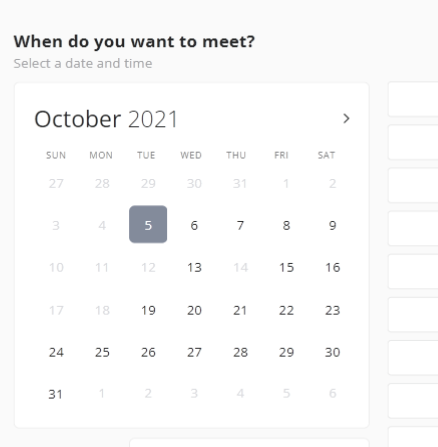 When do you want to meet?
Select a date and time
October 2021
SUN MON TUE WED THU FRI SAT
27 28 29 30 31 1 2
3 4 5 6 7 8 9
10 11 12 13 14 15 16
17 18 19 20 21 22 23
24 25 26 27 28 29 30
31 1 2 3 4 5 6